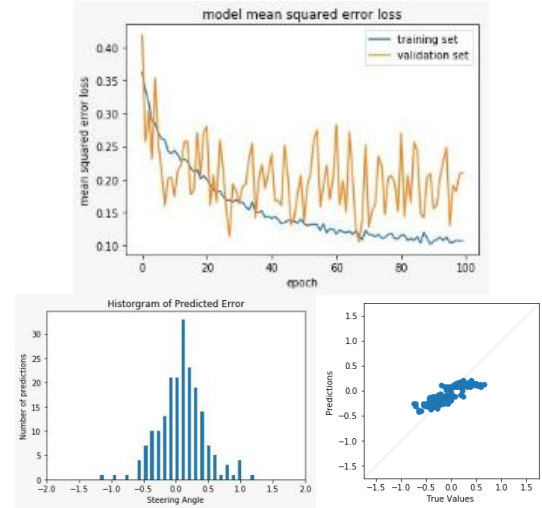 model mean squared error loss
training set
validation set
mean squared error loss
0.40
0.35
0.30
0.25
0.20
0.15
0.10
0 20 40 60 80 100
epoch
Historgram of Predicted Error
Number of predictions
30
25
20
15
10
5
0
-2.0 -1.5 -1.0 -0.5 0.0 0.5 1.0 1.5 2.0
Steering Angle
Predictions
1.5
1.0
0.5
0.0
-0.5
-1.0
-1.5
-1.5 -1.0 -0.5 0.0 0.5 1.0 1.5
True Values